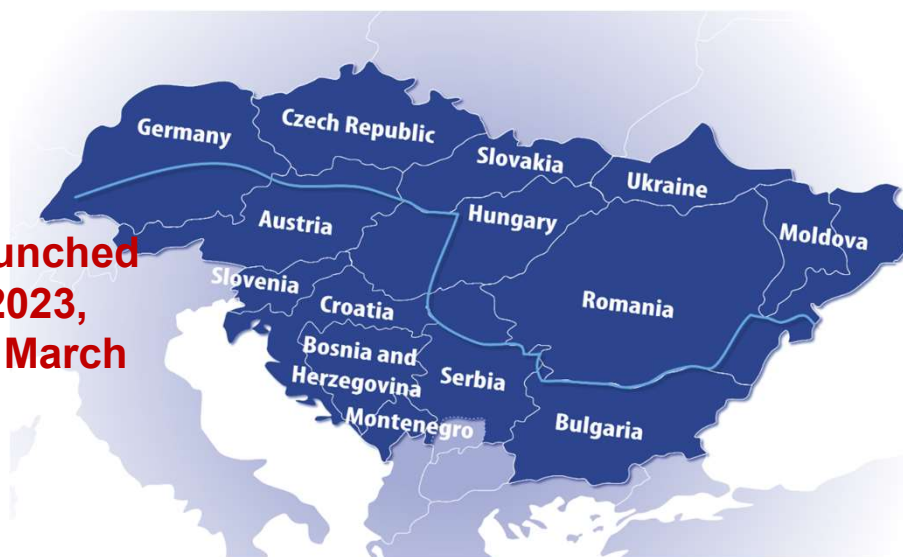 Germany
Czech Republic
Slovakia
Ukraine
Hungary
Austria
Moldova
Slovenia
Croatia
Romania
unched
2023,
March
Bosnia and
Herzegovina
Serbia
Montenegro
Bulgaria